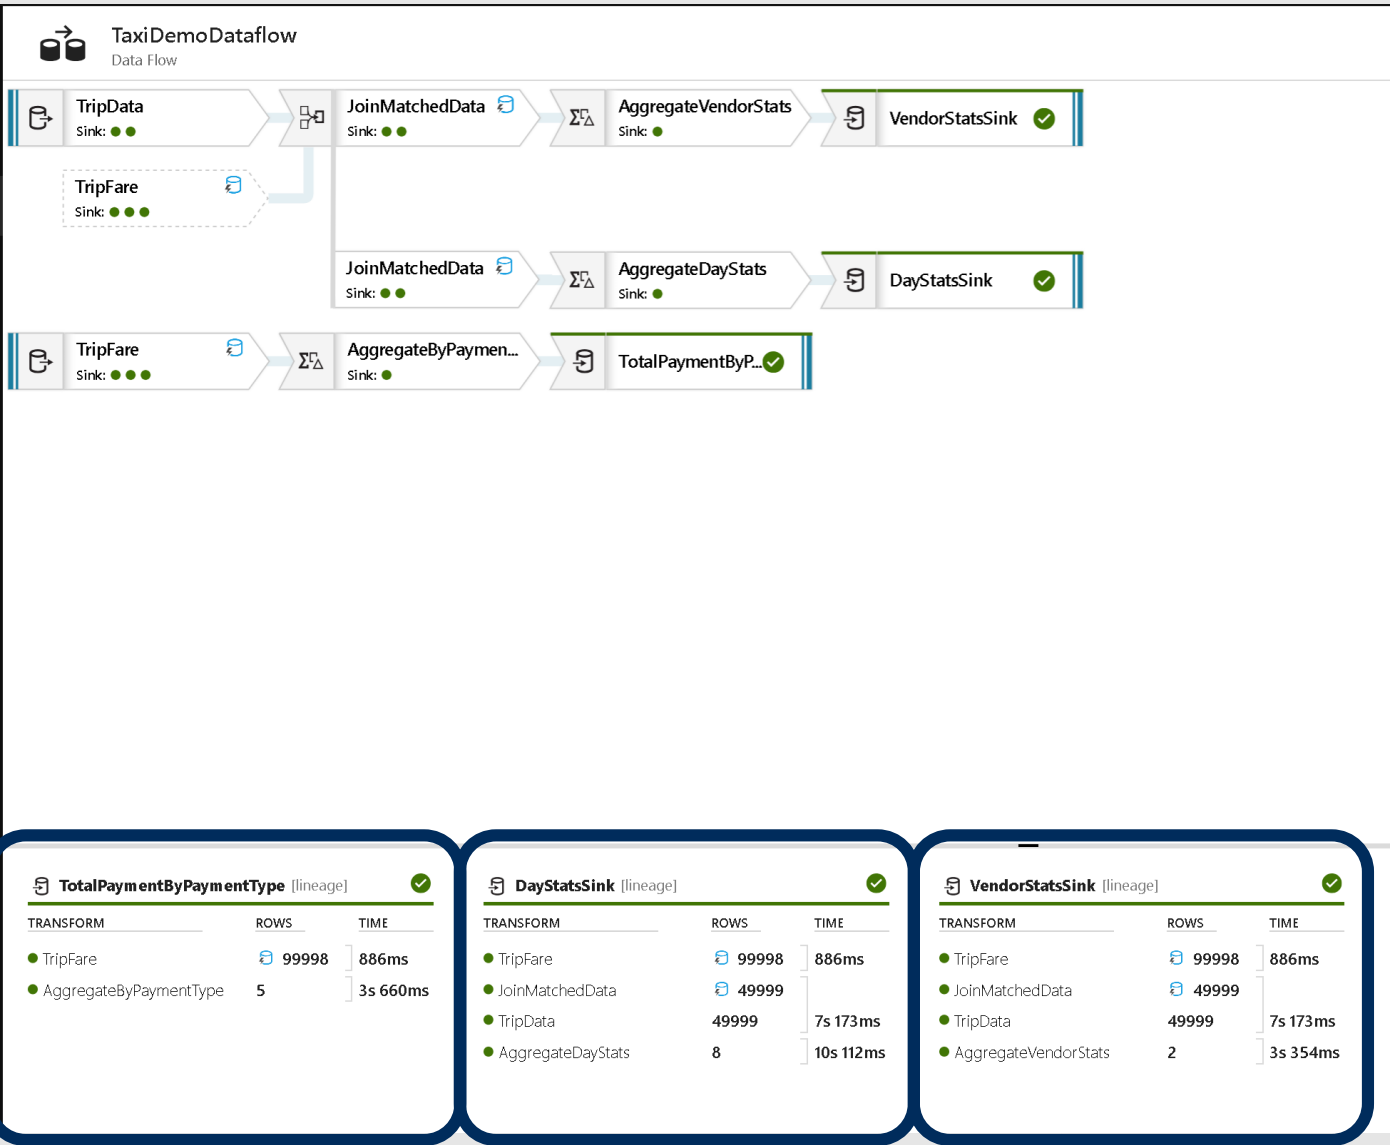 TaxiDemoDataflow
Data Flow
TripData
Sink:
JoinMatchedData
Sink:
AggregateVendorStats
Sink:
VendorStatsSink
TripFare
Sink:
JoinMatchedData
Sink:
AggregateDayStats
Sink:
DayStatsSink
TripFare
Sink:
AggregateByPaymen...
Sink:
TotalPaymentByP...
TotalPaymentByPaymentType [lineage]
TRANSFORM ROWS TIME
TripFare 99998 886ms
AggregateByPaymentType 5 3s 660ms
DayStatsSink [lineage]
TRANSFORM ROWS TIME
TripFare 99998 886ms
JoinMatchedData 49999
TripData 49999 7s 173ms
AggregateDayStats 8 10s 112ms
VendorStatsSink [lineage]
TRANSFORM ROWS TIME
TripFare 99998 886ms
JoinMatchedData 49999
TripData 49999 7s 173ms
AggregateVendorStats 2 3s 354ms